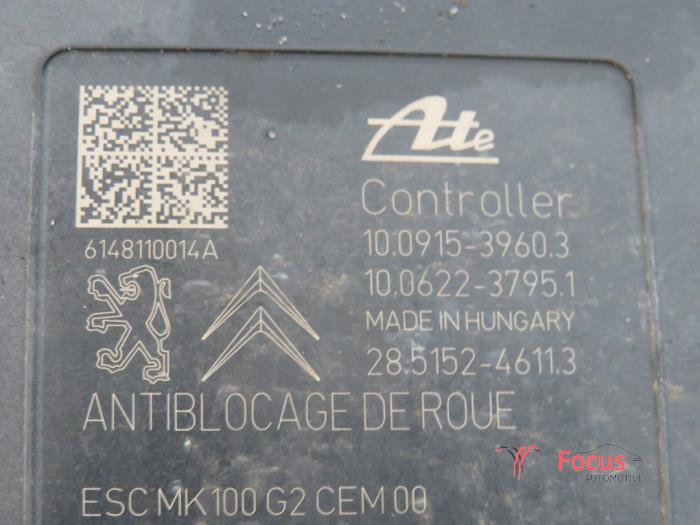 Ate
Controller
10.0915-3960.3
6148110014A
10.0622-3795.1
MADE IN HUNGARY
28.5152-4611.3
ANTIBLOCAGE DE ROUE
ESC MK100 G2 CEM 00
Focus
AUTOMOTIVE